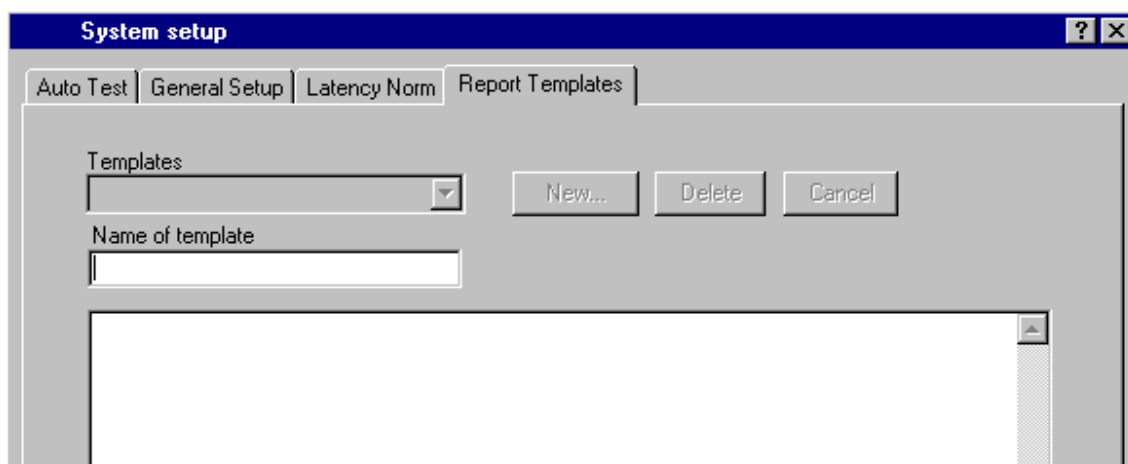 System setup
Auto Test General Setup Latency Norm Report Templates
Templates
New... Delete Cancel
Name of template